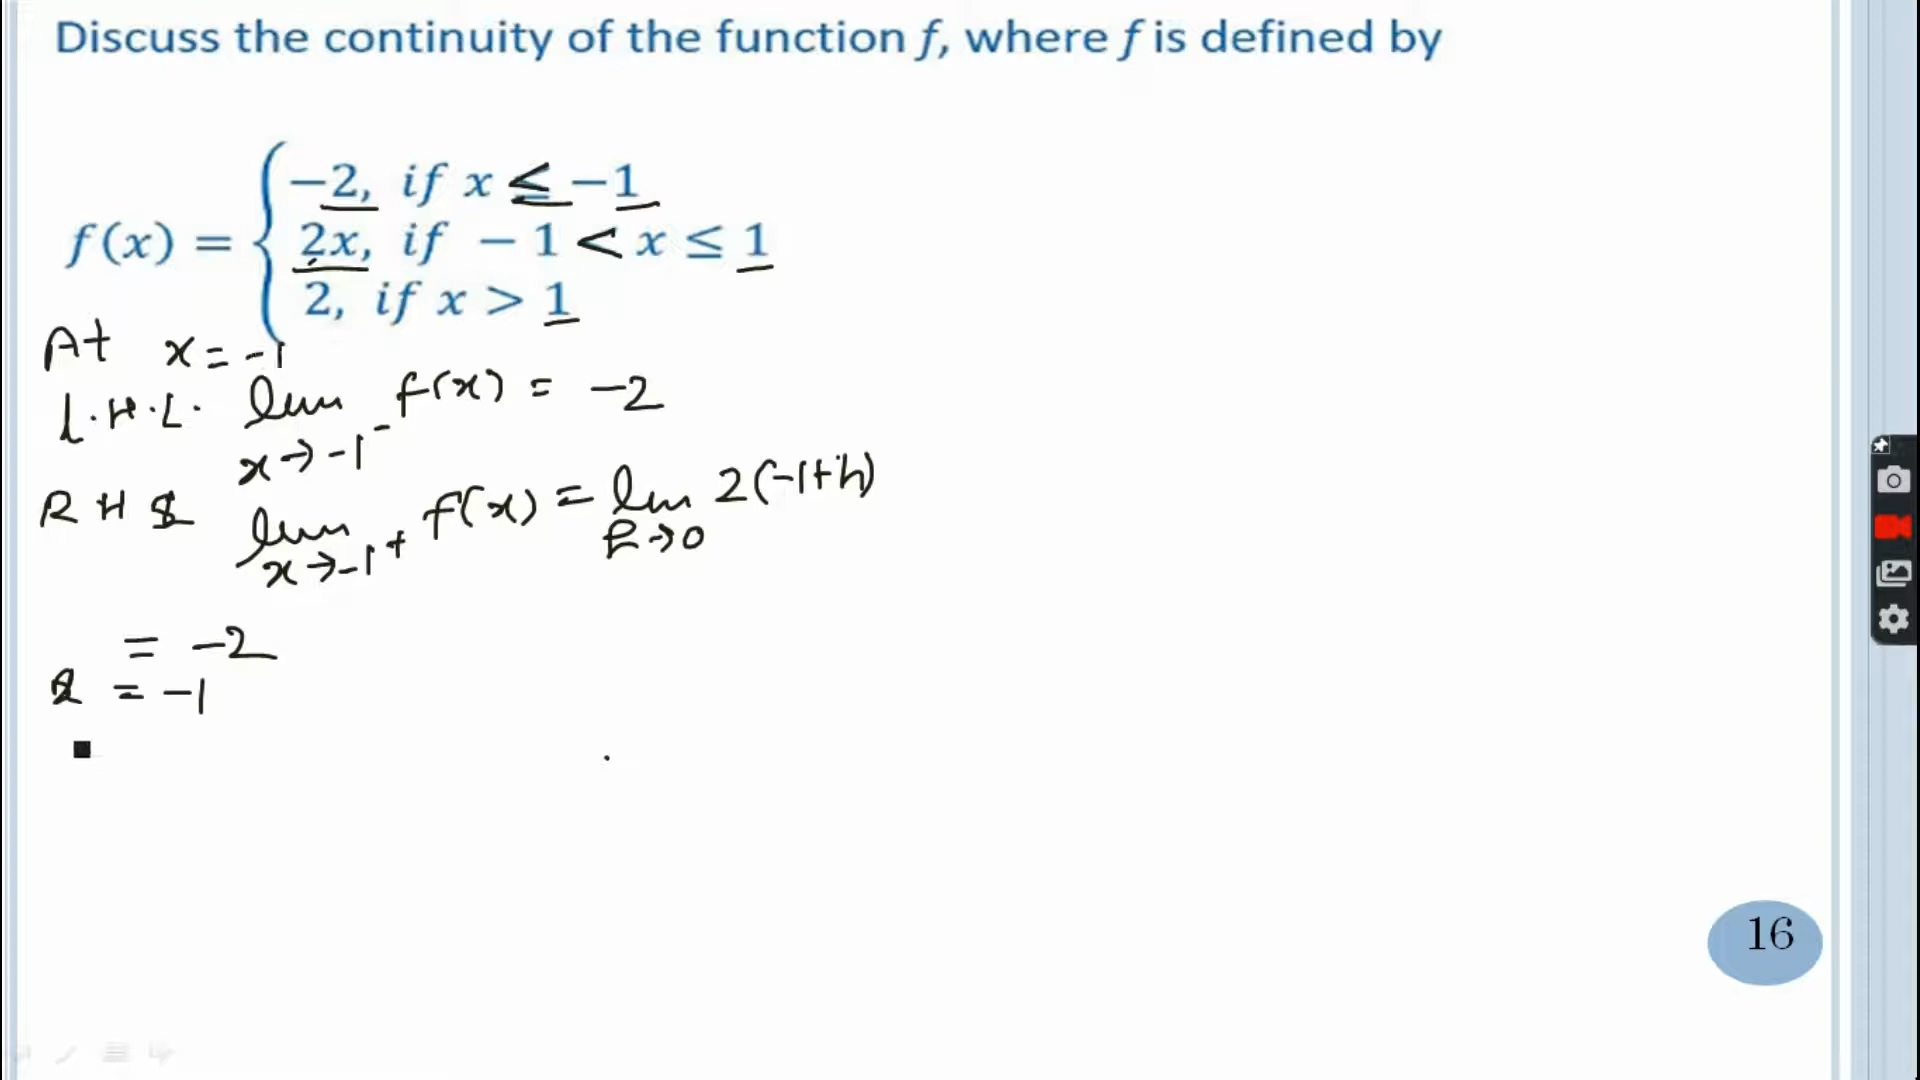 Discuss the continuity of the function f, where f is defined by
−2, if x ≤ −1
f(x) = { 2x, if − 1 < x ≤ 1
2, if x > 1
At x = -1
L.H.L. lim f(x) = -2
x→-1⁻
R H L lim f(x) = lim 2(-1+h)
x→-1⁺ h→0
= -2
x = -1
16